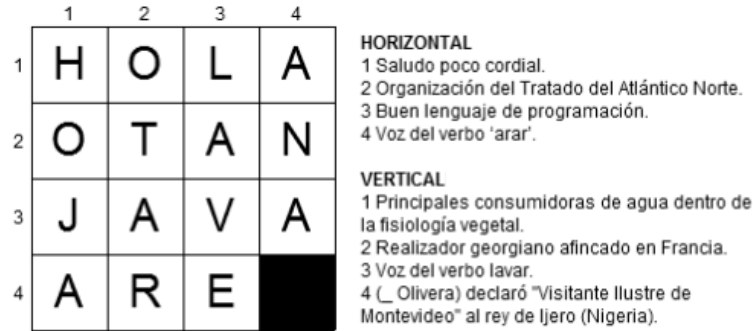 1 2 3 4
1 H O L A
2 O T A N
3 J A V A
4 A R E
HORIZONTAL
1 Saludo poco cordial.
2 Organización del Tratado del Atlántico Norte.
3 Buen lenguaje de programación.
4 Voz del verbo 'arar'.
VERTICAL
1 Principales consumidoras de agua dentro de
la fisiología vegetal.
2 Realizador georgiano afincado en Francia.
3 Voz del verbo lavar.
4 (_ Olivera) declaró "Visitante Ilustre de
Montevideo" al rey de Ijero (Nigeria).